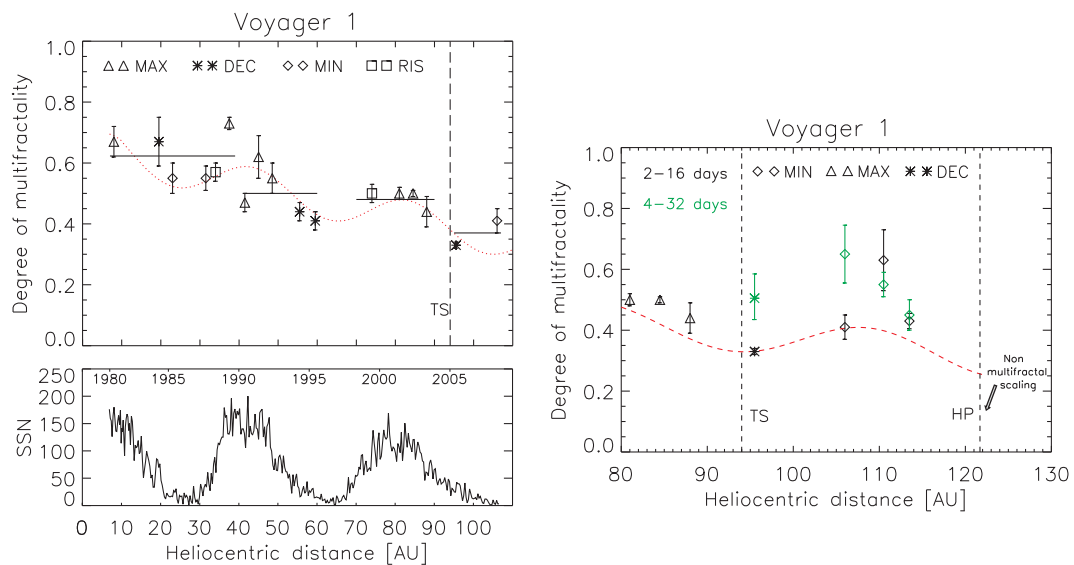 Voyager 1
Degree of multifractality
1.0
0.8
0.6
0.4
0.2
0.0
MAX DEC MIN RIS
TS
SSN
250
200
150
100
50
0
1980 1985 1990 1995 2000 2005
0 10 20 30 40 50 60 70 80 90 100
Heliocentric distance [AU]
Voyager 1
Degree of multifractality
1.0
0.8
0.6
0.4
0.2
0.0
2-16 days MIN MAX DEC
4-32 days
Non
multifractal
scaling
TS HP
80 90 100 110 120 130
Heliocentric distance [AU]